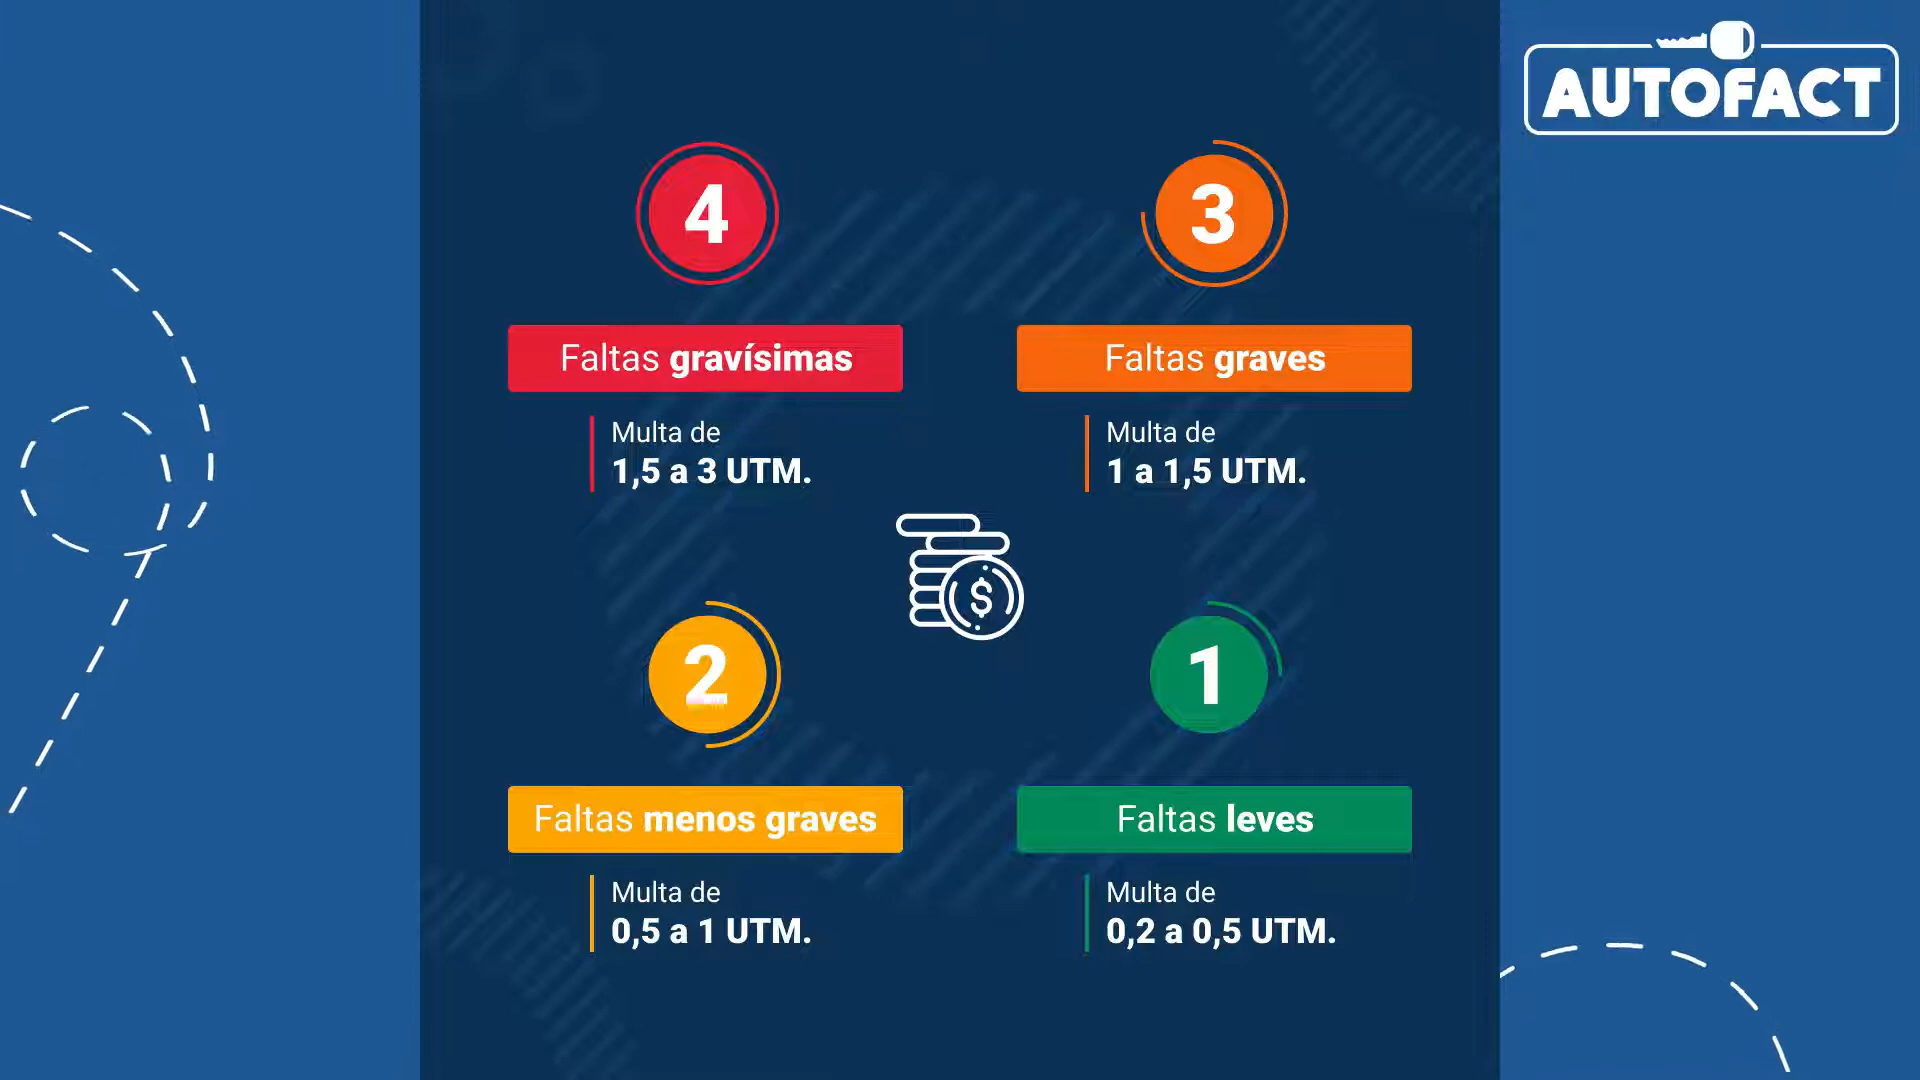 AUTOFACT
4
Faltas gravísimas
Multa de
1,5 a 3 UTM.
3
Faltas graves
Multa de
1 a 1,5 UTM.
$
2
Faltas menos graves
Multa de
0,5 a 1 UTM.
1
Faltas leves
Multa de
0,2 a 0,5 UTM.